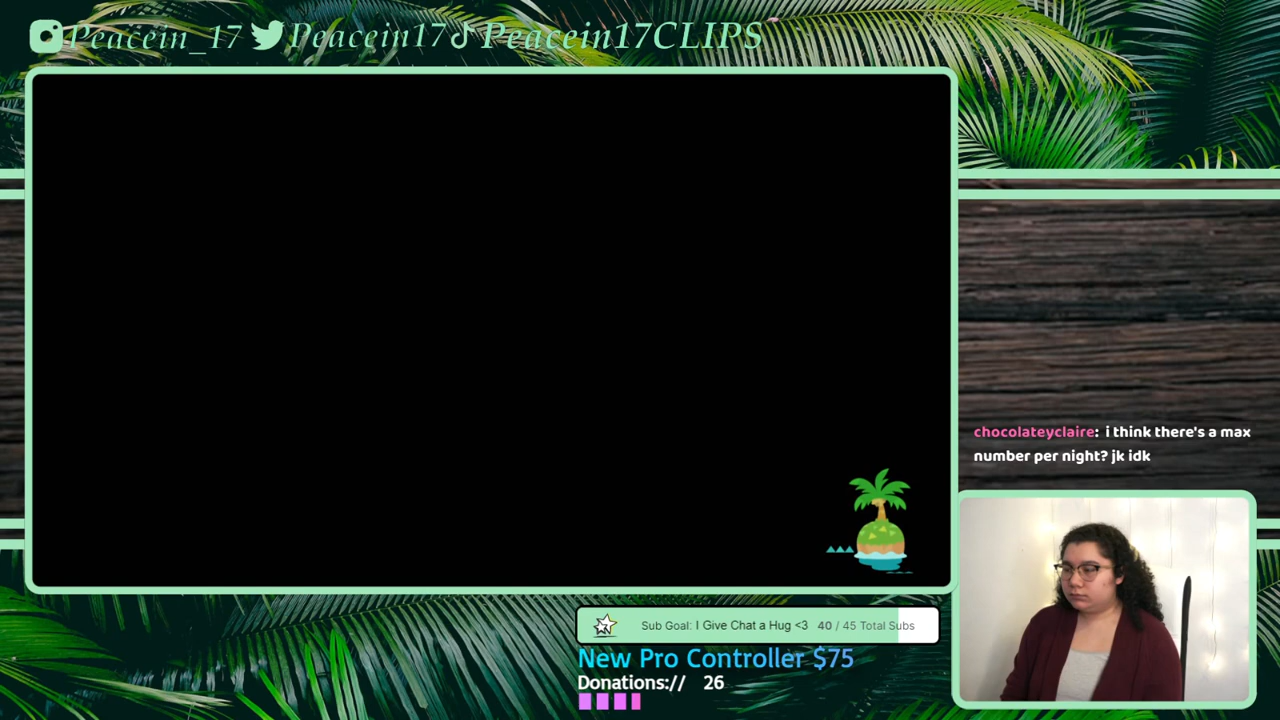 Peacein_17 Peacein17 Peacein17CLIPS
chocolateyclaire: i think there's a max
number per night? jk idk
Sub Goal: I Give Chat a Hug <3 40 / 45 Total Subs
New Pro Controller $75
Donations:// 26